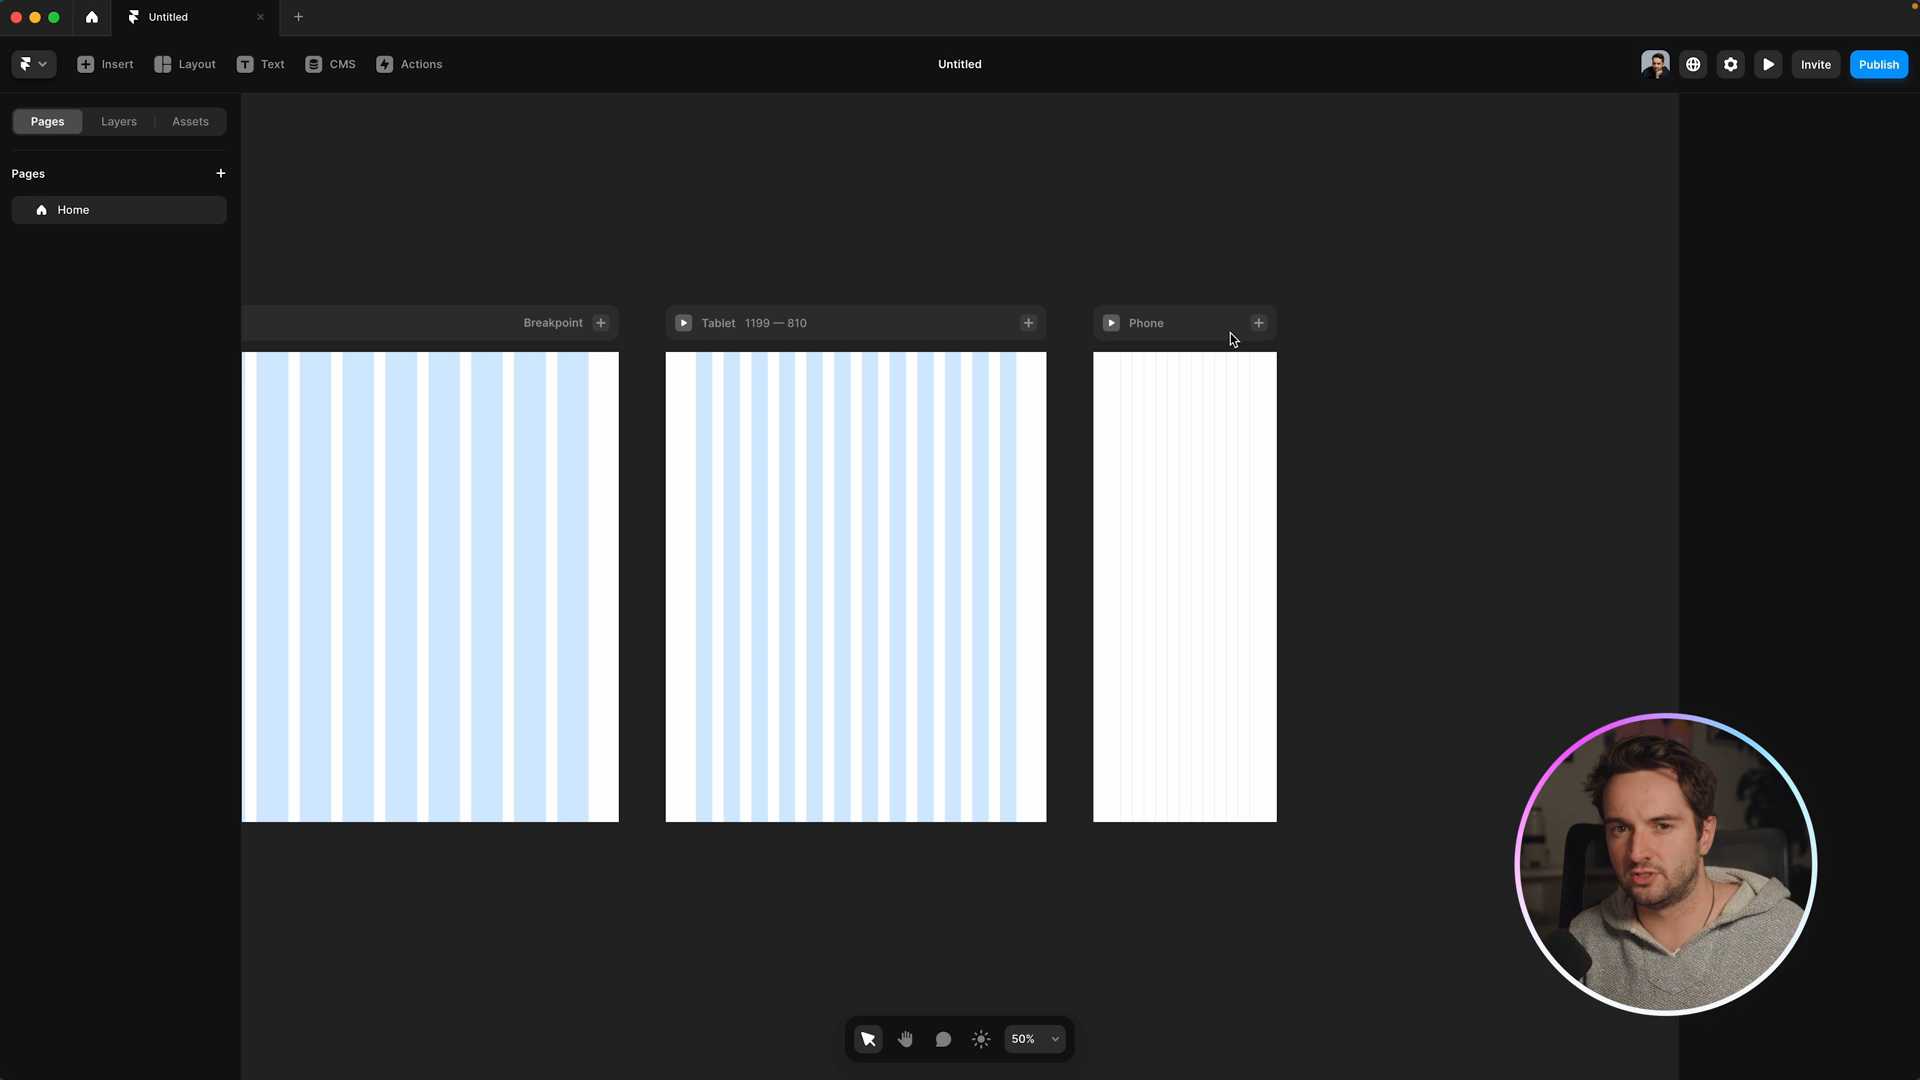 Untitled
Insert
Layout
Text
CMS
Actions
Untitled
Invite
Publish
Pages
Layers
Assets
Pages
Home
Breakpoint
Tablet 1199 — 810
Phone
50%